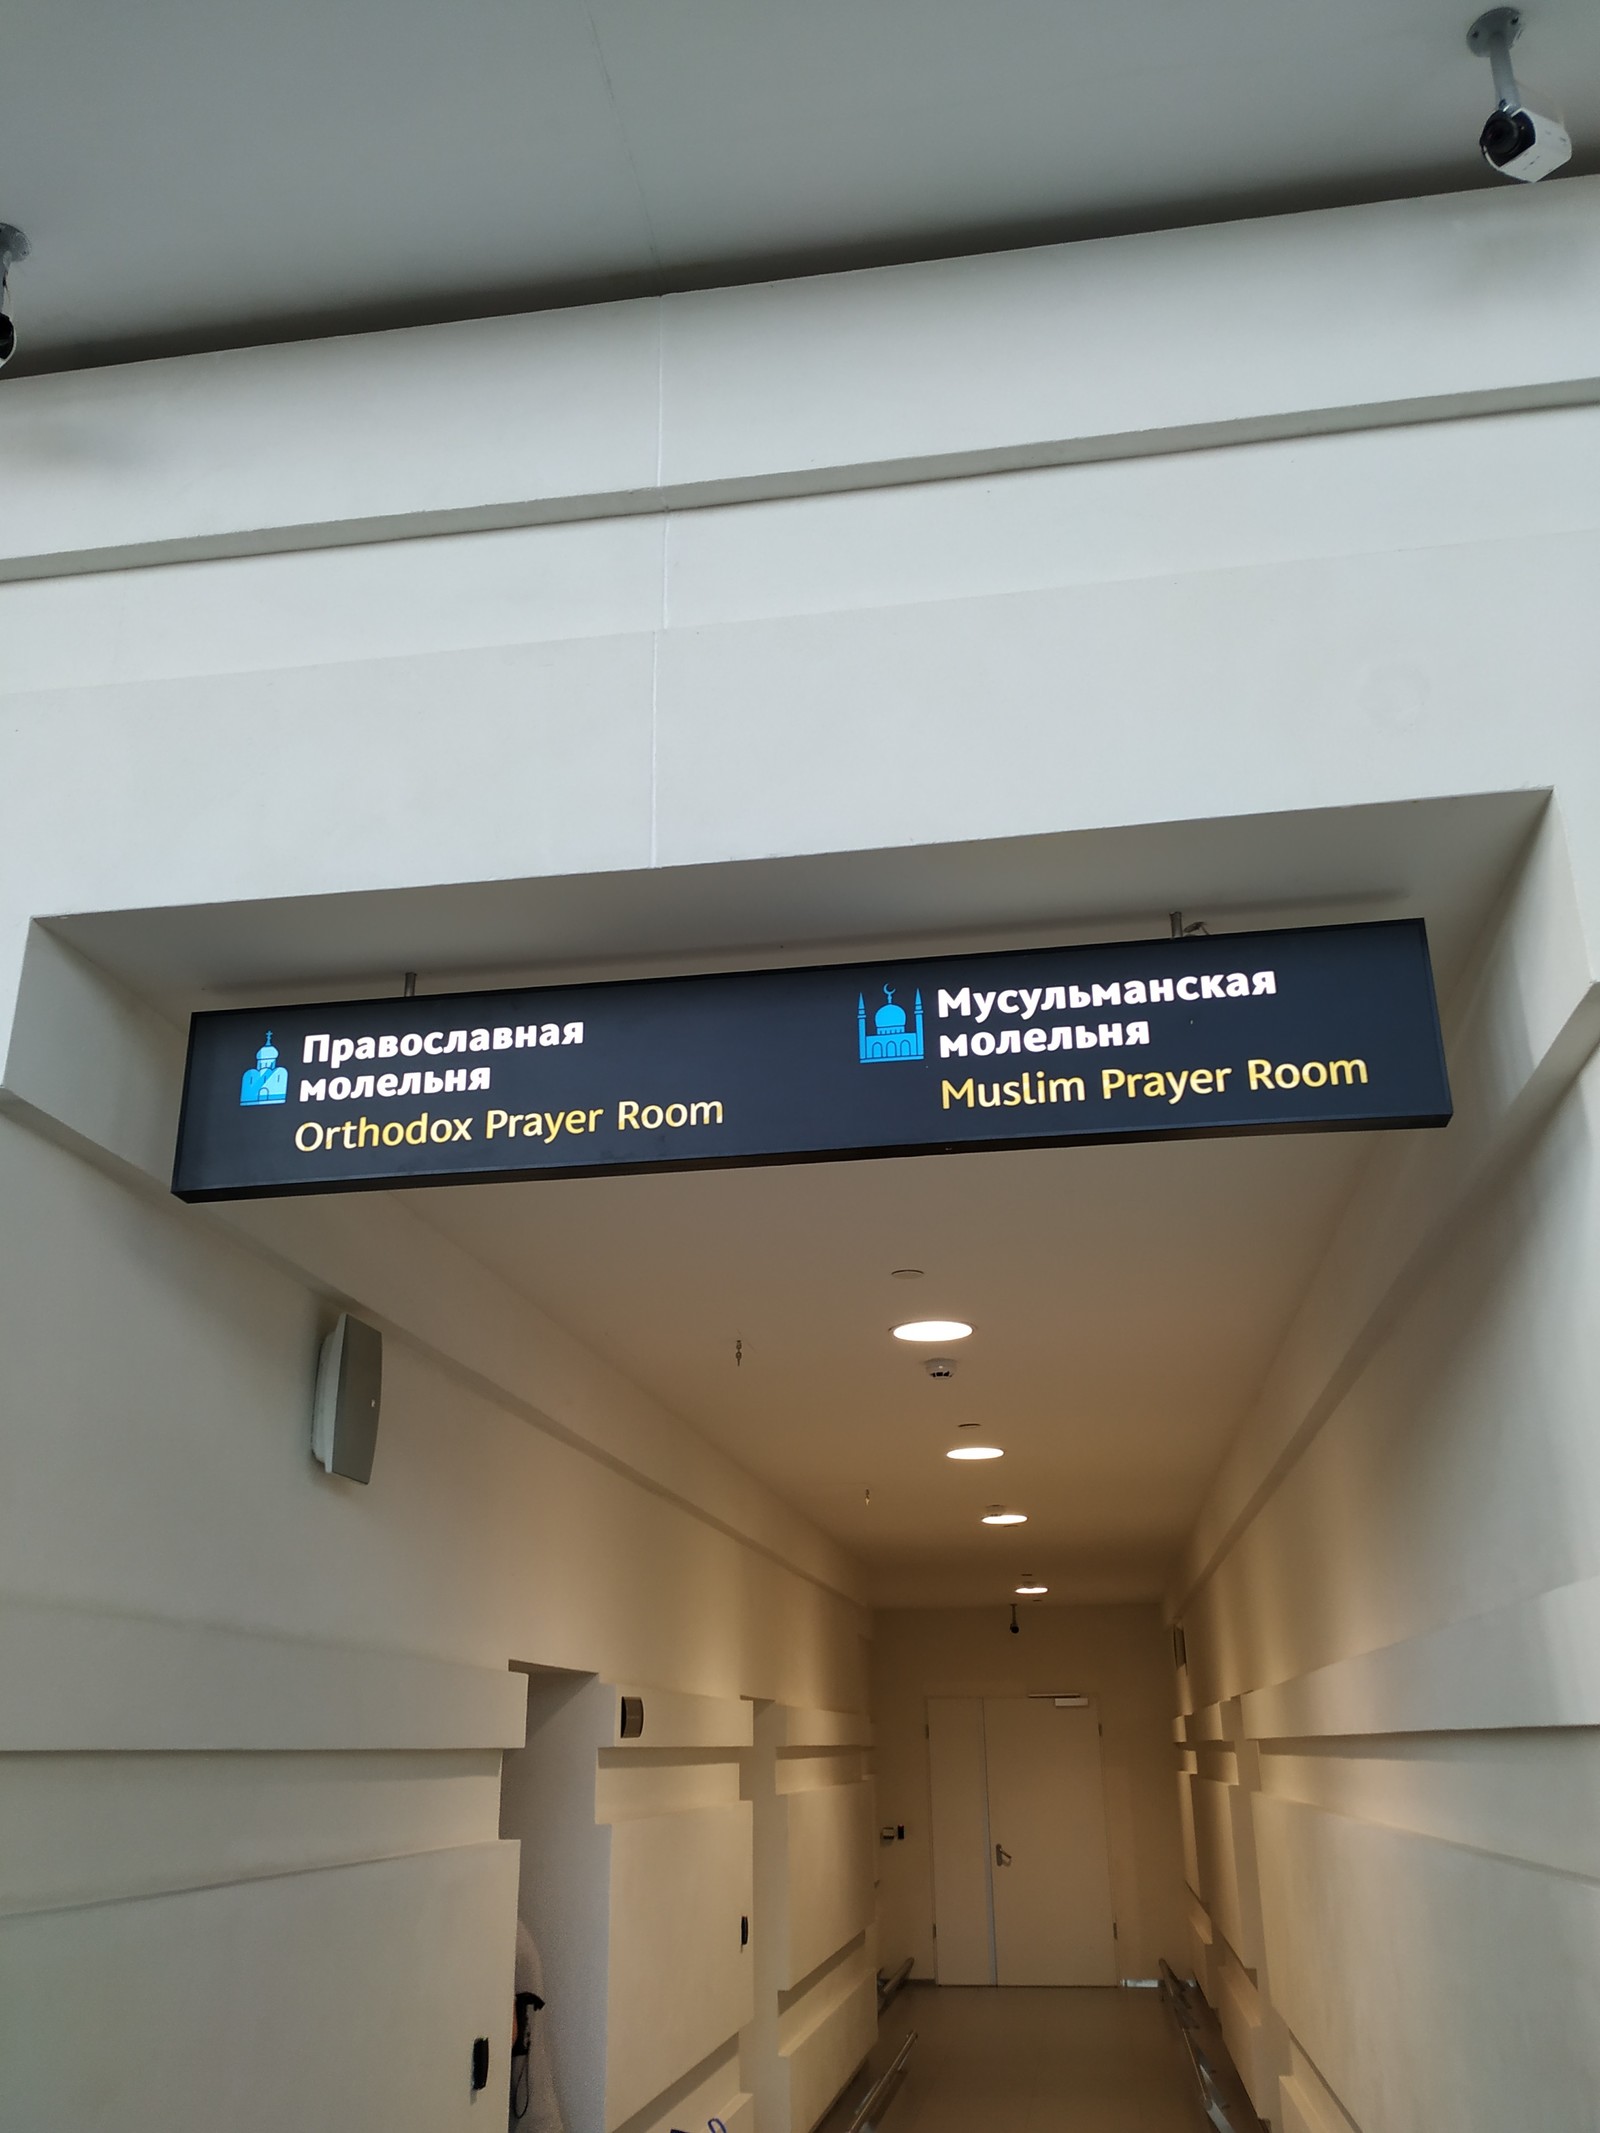 Православная
молельня
Orthodox Prayer Room
Мусульманская
молельня
Muslim Prayer Room